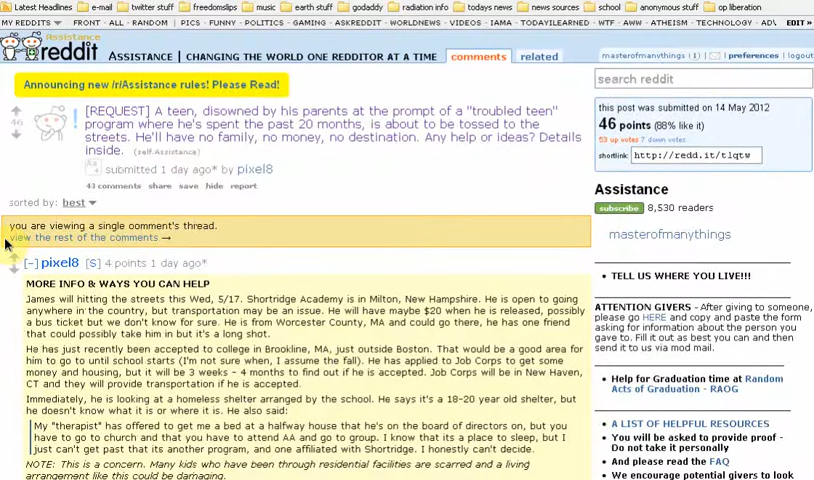 Latest Headlines e-mail twitter stuff freedomslips music earth stuff godaddy radiation info todays news news sources school anonymous stuff op liberation
MY REDDITS FRONT - ALL - RANDOM | PICS - FUNNY - POLITICS - GAMING - ASKREDDIT - WORLDNEWS - VIDEOS - IAMA - TODAYILEARNED - WTF - AWW - ATHEISM - TECHNOLOGY - ADV EDIT »
Assistance
reddit ASSISTANCE | CHANGING THE WORLD ONE REDDITOR AT A TIME comments related masterofmanythings (1) | preferences | logout
Announcing new /r/Assistance rules! Please Read!
46
[REQUEST] A teen, disowned by his parents at the prompt of a "troubled teen"
program where he's spent the past 20 months, is about to be tossed to the
streets. He'll have no family, no money, no destination. Any help or ideas? Details
inside. (self.Assistance)
Aa+ submitted 1 day ago* by pixel8
43 comments share save hide report
sorted by: best
you are viewing a single comment's thread.
view the rest of the comments →
[-] pixel8 [S] 4 points 1 day ago*
MORE INFO & WAYS YOU CAN HELP
James will hitting the streets this Wed, 5/17. Shortridge Academy is in Milton, New Hampshire. He is open to going
anywhere in the country, but transportation may be an issue. He will have maybe $20 when he is released, possibly
a bus ticket but we don't know for sure. He is from Worcester County, MA and could go there, he has one friend
that could possibly take him in but it's a long shot.
He has just recently been accepted to college in Brookline, MA, just outside Boston. That would be a good area for
him to go to until school starts (I'm not sure when, I assume the fall). He has applied to Job Corps to get some
money and housing, but it will be 3 weeks - 4 months to find out if he is accepted. Job Corps will be in New Haven,
CT and they will provide transportation if he is accepted.
Immediately, he is looking at a homeless shelter arranged by the school. He says it's a 18-20 year old shelter, but
he doesn't know what it is or where it is. He also said:
My "therapist" has offered to get me a bed at a halfway house that he's on the board of directors on, but you
have to go to church and that you have to attend AA and go to group. I know that its a place to sleep, but I
just can't get past that its another program, and one affiliated with Shortridge. I honestly can't decide.
NOTE: This is a concern. Many kids who have been through residential facilities are scarred and a living
arrangement like this could be damaging.
search reddit
this post was submitted on 14 May 2012
46 points (88% like it)
53 up votes 7 down votes
shortlink: http://redd.it/tlqtw
Assistance
subscribe 8,530 readers
masterofmanythings
• TELL US WHERE YOU LIVE!!!
ATTENTION GIVERS - After giving to someone,
please go HERE and copy and paste the form
asking for information about the person you
gave to. Fill it out as best you can and then
send it to us via mod mail.
• Help for Graduation time at Random
Acts of Graduation - RAOG
• A LIST OF HELPFUL RESOURCES
• You will be asked to provide proof -
Do not take it personally
• And please read the FAQ
• We encourage potential givers to look